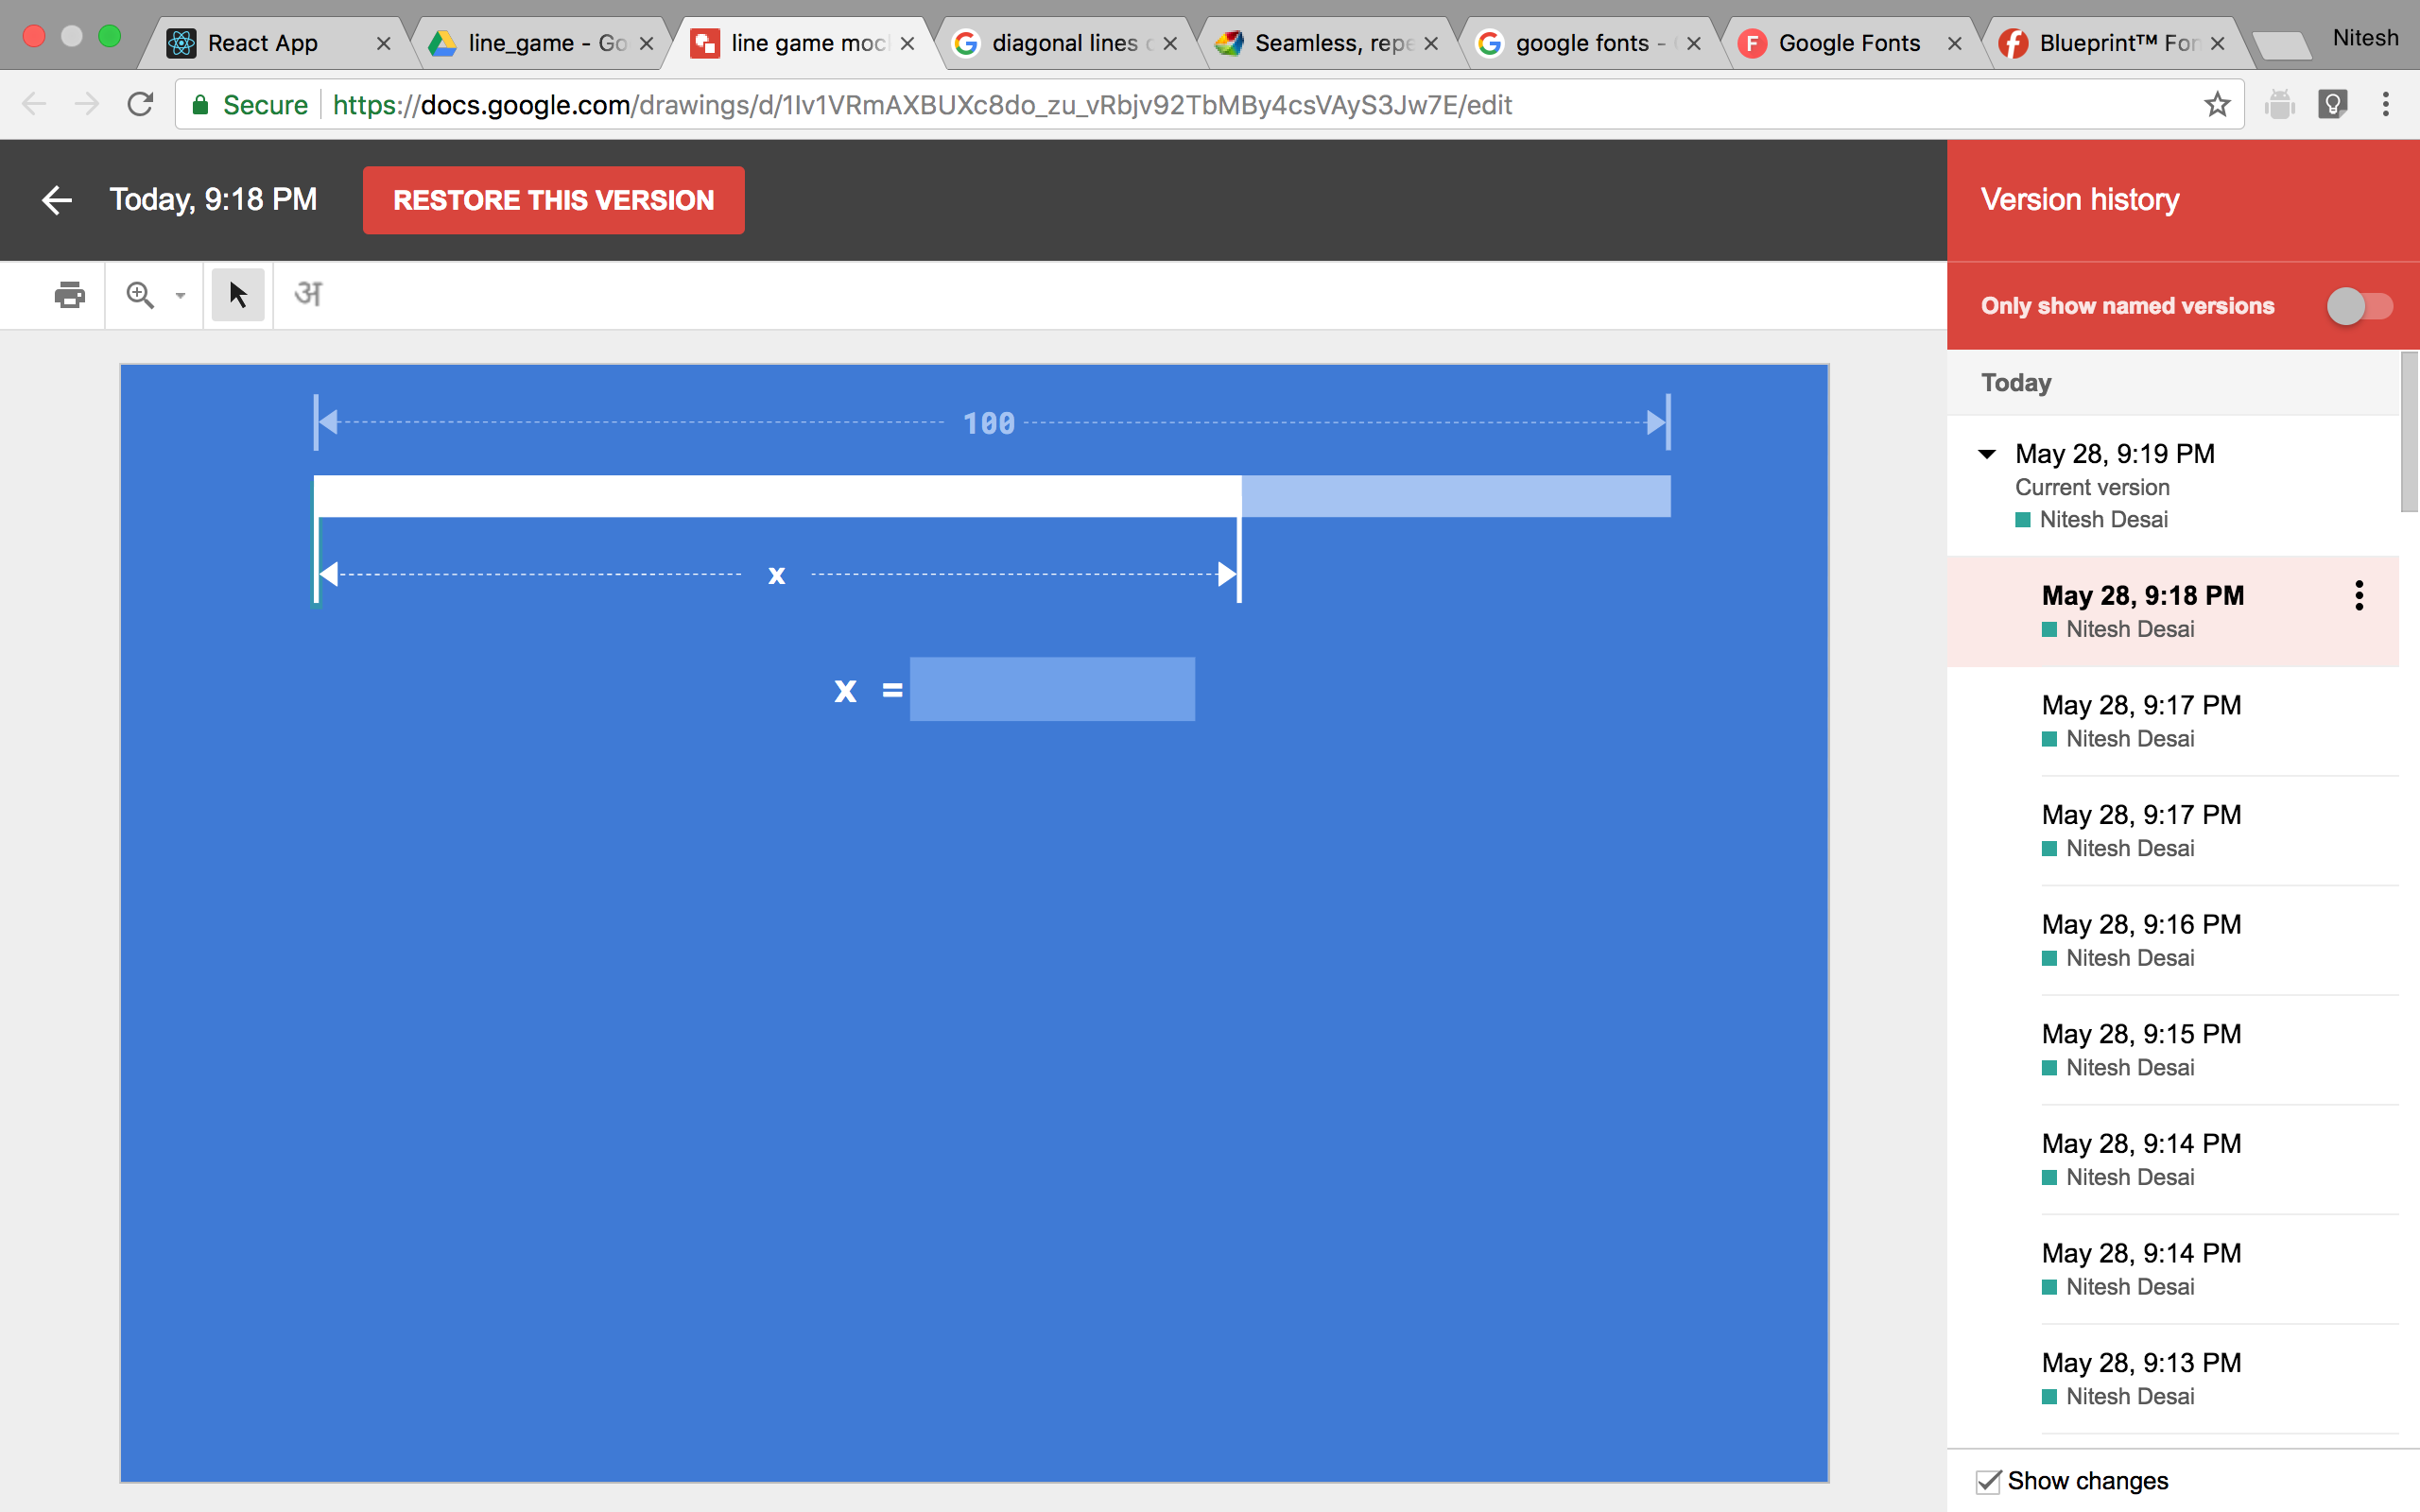 React App
line_game - Go
line game moc
diagonal lines
Seamless, repe
google fonts -
Google Fonts
Blueprint™ Fon
Nitesh
Secure
https://docs.google.com/drawings/d/1Iv1VRmAXBUXc8do_zu_vRbjv92TbMBy4csVAyS3Jw7E/edit
Today, 9:18 PM
RESTORE THIS VERSION
Version history
अ
Only show named versions
100
x
x =
Today
May 28, 9:19 PM
Current version
Nitesh Desai
May 28, 9:18 PM
Nitesh Desai
May 28, 9:17 PM
Nitesh Desai
May 28, 9:17 PM
Nitesh Desai
May 28, 9:16 PM
Nitesh Desai
May 28, 9:15 PM
Nitesh Desai
May 28, 9:14 PM
Nitesh Desai
May 28, 9:14 PM
Nitesh Desai
May 28, 9:13 PM
Nitesh Desai
Show changes